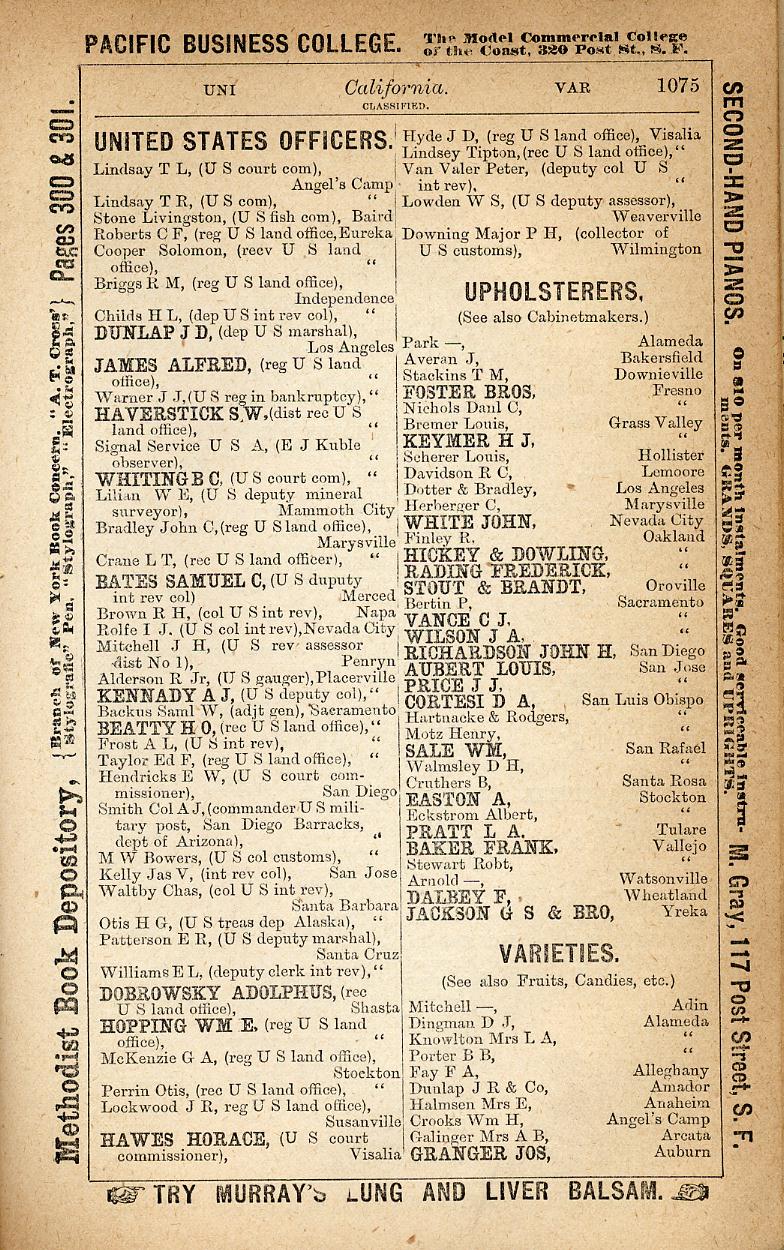 PACIFIC BUSINESS COLLEGE. The Model Commercial College
of the Coast, 320 Post St., S. F.
UNI California. VAR 1075
CLASSIFIED.
UNITED STATES OFFICERS.
Lindsay T L, (U S court com),
Angel's Camp
Lindsay T R, (U S com), "
Stone Livingston, (U S fish com), Baird
Roberts C F, (reg U S land office,Eureka
Cooper Solomon, (recv U S land
office), "
Briggs R M, (reg U S land office),
Independence
Childs H L, (dep U S int rev col), "
DUNLAP J D, (dep U S marshal),
Los Angeles
JAMES ALFRED, (reg U S land
office), "
Warner J J,(U S reg in bankruptcy),"
HAVERSTICK S.W,(dist rec U S
land office), "
Signal Service U S A, (E J Kuble
observer), "
WHITING B C, (U S court com), "
Lilian W E, (U S deputy mineral
surveyor), Mammoth City
Bradley John C,(reg U S land office),
Marysville
Crane L T, (rec U S land officer), "
BATES SAMUEL C, (U S duputy
int rev col) Merced
Brown R H, (col U S int rev), Napa
Rolfe I J, (U S col int rev),Nevada City
Mitchell J H, (U S rev assessor
dist No 1), Penryn
Alderson R Jr, (U S gauger),Placerville
KENNADY A J, (U S deputy col),"
Backus Saml W, (adjt gen), Sacramento
BEATTY H O, (rec U S land office),"
Frost A L, (U S int rev), "
Taylor Ed F, (reg U S land office), "
Hendricks E W, (U S court com-
missioner), San Diego
Smith Col A J,(commander U S mili-
tary post, San Diego Barracks,
dept of Arizona), "
M W Bowers, (U S col customs), "
Kelly Jas V, (int rev col), San Jose
Waltby Chas, (col U S int rev),
Santa Barbara
Otis H G, (U S treas dep Alaska), "
Patterson E R, (U S deputy marshal),
Santa Cruz
Williams E L, (deputy clerk int rev),"
DOBROWSKY ADOLPHUS, (rec
U S land office), Shasta
HOPPING WM E, (reg U S land
office), "
McKenzie G A, (reg U S land office),
Stockton
Perrin Otis, (rec U S land office), "
Lockwood J R, reg U S land office),
Susanville
HAWES HORACE, (U S court
commissioner), Visalia
Hyde J D, (reg U S land office), Visalia
Lindsey Tipton,(rec U S land office),"
Van Valer Peter, (deputy col U S
int rev), "
Lowden W S, (U S deputy assessor),
Weaverville
Downing Major P H, (collector of
U S customs), Wilmington
UPHOLSTERERS,
(See also Cabinetmakers.)
Park —, Alameda
Averan J, Bakersfield
Stackins T M, Downieville
FOSTER BROS, Fresno
Nichols Danl C, "
Bremer Louis, Grass Valley
KEYMER H J, "
Scherer Louis, Hollister
Davidson R C, Lemoore
Dotter & Bradley, Los Angeles
Herberger C, Marysville
WHITE JOHN, Nevada City
Finley R, Oakland
HICKEY & DOWLING, "
RADING FREDERICK, "
STOUT & BRANDT, Oroville
Bertin P, Sacramento
VANCE C J, "
WILSON J A, "
RICHARDSON JOHN H, San Diego
AUBERT LOUIS, San Jose
PRICE J J, "
CORTESI D A, San Luis Obispo
Hartnacke & Rodgers, "
Motz Henry, "
SALE WM, San Rafael
Walmsley D H, "
Cruthers B, Santa Rosa
EASTON A, Stockton
Eckstrom Albert, "
PRATT L A. Tulare
BAKER FRANK, Vallejo
Stewart Robt, "
Arnold —, Watsonville
DALBEY F, Wheatland
JACKSON G S & BRO, Yreka
VARIETIES.
(See also Fruits, Candies, etc.)
Mitchell —, Adin
Dingman D J, Alameda
Knowlton Mrs L A, "
Porter B B, "
Fay F A, Alleghany
Dunlap J R & Co, Amador
Halmsen Mrs E, Anaheim
Crooks Wm H, Angel's Camp
Galinger Mrs A B, Arcata
GRANGER JOS, Auburn
TRY MURRAY'S LUNG AND LIVER BALSAM.
Methodist Book Depository, { Branch of New York Book Concern. "A. T. Cross' } Pages 300 & 301.
{ Stylografic" Pen, "Stylograph," "Electrograph," }
SECOND-HAND PIANOS. On $10 per month instalments. Good serviceable instru-
ments. GRANDS, SQUARES and UPRIGHTS. M. Gray, 117 Post Street, S. F.